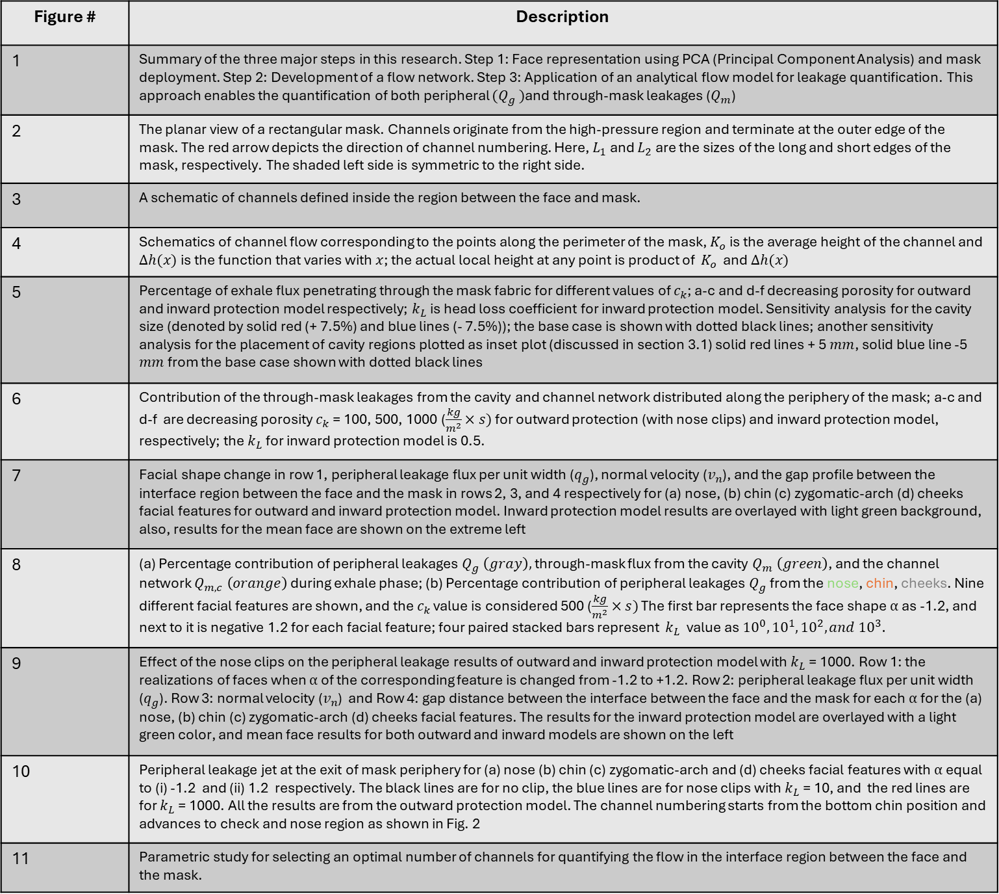 Figure #
Description
1
Summary of the three major steps in this research. Step 1: Face representation using PCA (Principal Component Analysis) and mask
deployment. Step 2: Development of a flow network. Step 3: Application of an analytical flow model for leakage quantification. This
approach enables the quantification of both peripheral (Q_g )and through-mask leakages (Q_m)
2
The planar view of a rectangular mask. Channels originate from the high-pressure region and terminate at the outer edge of the
mask. The red arrow depicts the direction of channel numbering. Here, L_1 and L_2 are the sizes of the long and short edges of the
mask, respectively. The shaded left side is symmetric to the right side.
3
A schematic of channels defined inside the region between the face and mask.
4
Schematics of channel flow corresponding to the points along the perimeter of the mask, K_o is the average height of the channel and
Δh(x) is the function that varies with x; the actual local height at any point is product of K_o and Δh(x)
5
Percentage of exhale flux penetrating through the mask fabric for different values of c_k; a-c and d-f decreasing porosity for outward
and inward protection model respectively; k_L is head loss coefficient for inward protection model. Sensitivity analysis for the cavity
size (denoted by solid red (+ 7.5%) and blue lines (- 7.5%)); the base case is shown with dotted black lines; another sensitivity
analysis for the placement of cavity regions plotted as inset plot (discussed in section 3.1) solid red lines + 5 mm, solid blue line -5
mm from the base case shown with dotted black lines
6
Contribution of the through-mask leakages from the cavity and channel network distributed along the periphery of the mask; a-c and
d-f are decreasing porosity c_k = 100, 500, 1000 (kg/m² × s) for outward protection (with nose clips) and inward protection model,
respectively; the k_L for inward protection model is 0.5.
7
Facial shape change in row 1, peripheral leakage flux per unit width (q_g), normal velocity (v_n), and the gap profile between the
interface region between the face and the mask in rows 2, 3, and 4 respectively for (a) nose, (b) chin (c) zygomatic-arch (d) cheeks
facial features for outward and inward protection model. Inward protection model results are overlayed with light green background,
also, results for the mean face are shown on the extreme left
8
(a) Percentage contribution of peripheral leakages Q_g (gray), through-mask flux from the cavity Q_m (green), and the channel
network Q_m,c (orange) during exhale phase; (b) Percentage contribution of peripheral leakages Q_g from the nose, chin, cheeks. Nine
different facial features are shown, and the c_k value is considered 500 (kg/m² × s) The first bar represents the face shape α as -1.2, and
next to it is negative 1.2 for each facial feature; four paired stacked bars represent k_L value as 10⁰, 10¹, 10², and 10³.
9
Effect of the nose clips on the peripheral leakage results of outward and inward protection model with k_L = 1000. Row 1: the
realizations of faces when α of the corresponding feature is changed from -1.2 to +1.2. Row 2: peripheral leakage flux per unit width
(q_g). Row 3: normal velocity (v_n) and Row 4: gap distance between the interface between the face and the mask for each α for the (a)
nose, (b) chin (c) zygomatic-arch (d) cheeks facial features. The results for the inward protection model are overlayed with a light
green color, and mean face results for both outward and inward models are shown on the left
10
Peripheral leakage jet at the exit of mask periphery for (a) nose (b) chin (c) zygomatic-arch and (d) cheeks facial features with α equal
to (i) -1.2 and (ii) 1.2 respectively. The black lines are for no clip, the blue lines are for nose clips with k_L = 10, and the red lines are
for k_L = 1000. All the results are from the outward protection model. The channel numbering starts from the bottom chin position and
advances to check and nose region as shown in Fig. 2
11
Parametric study for selecting an optimal number of channels for quantifying the flow in the interface region between the face and
the mask.